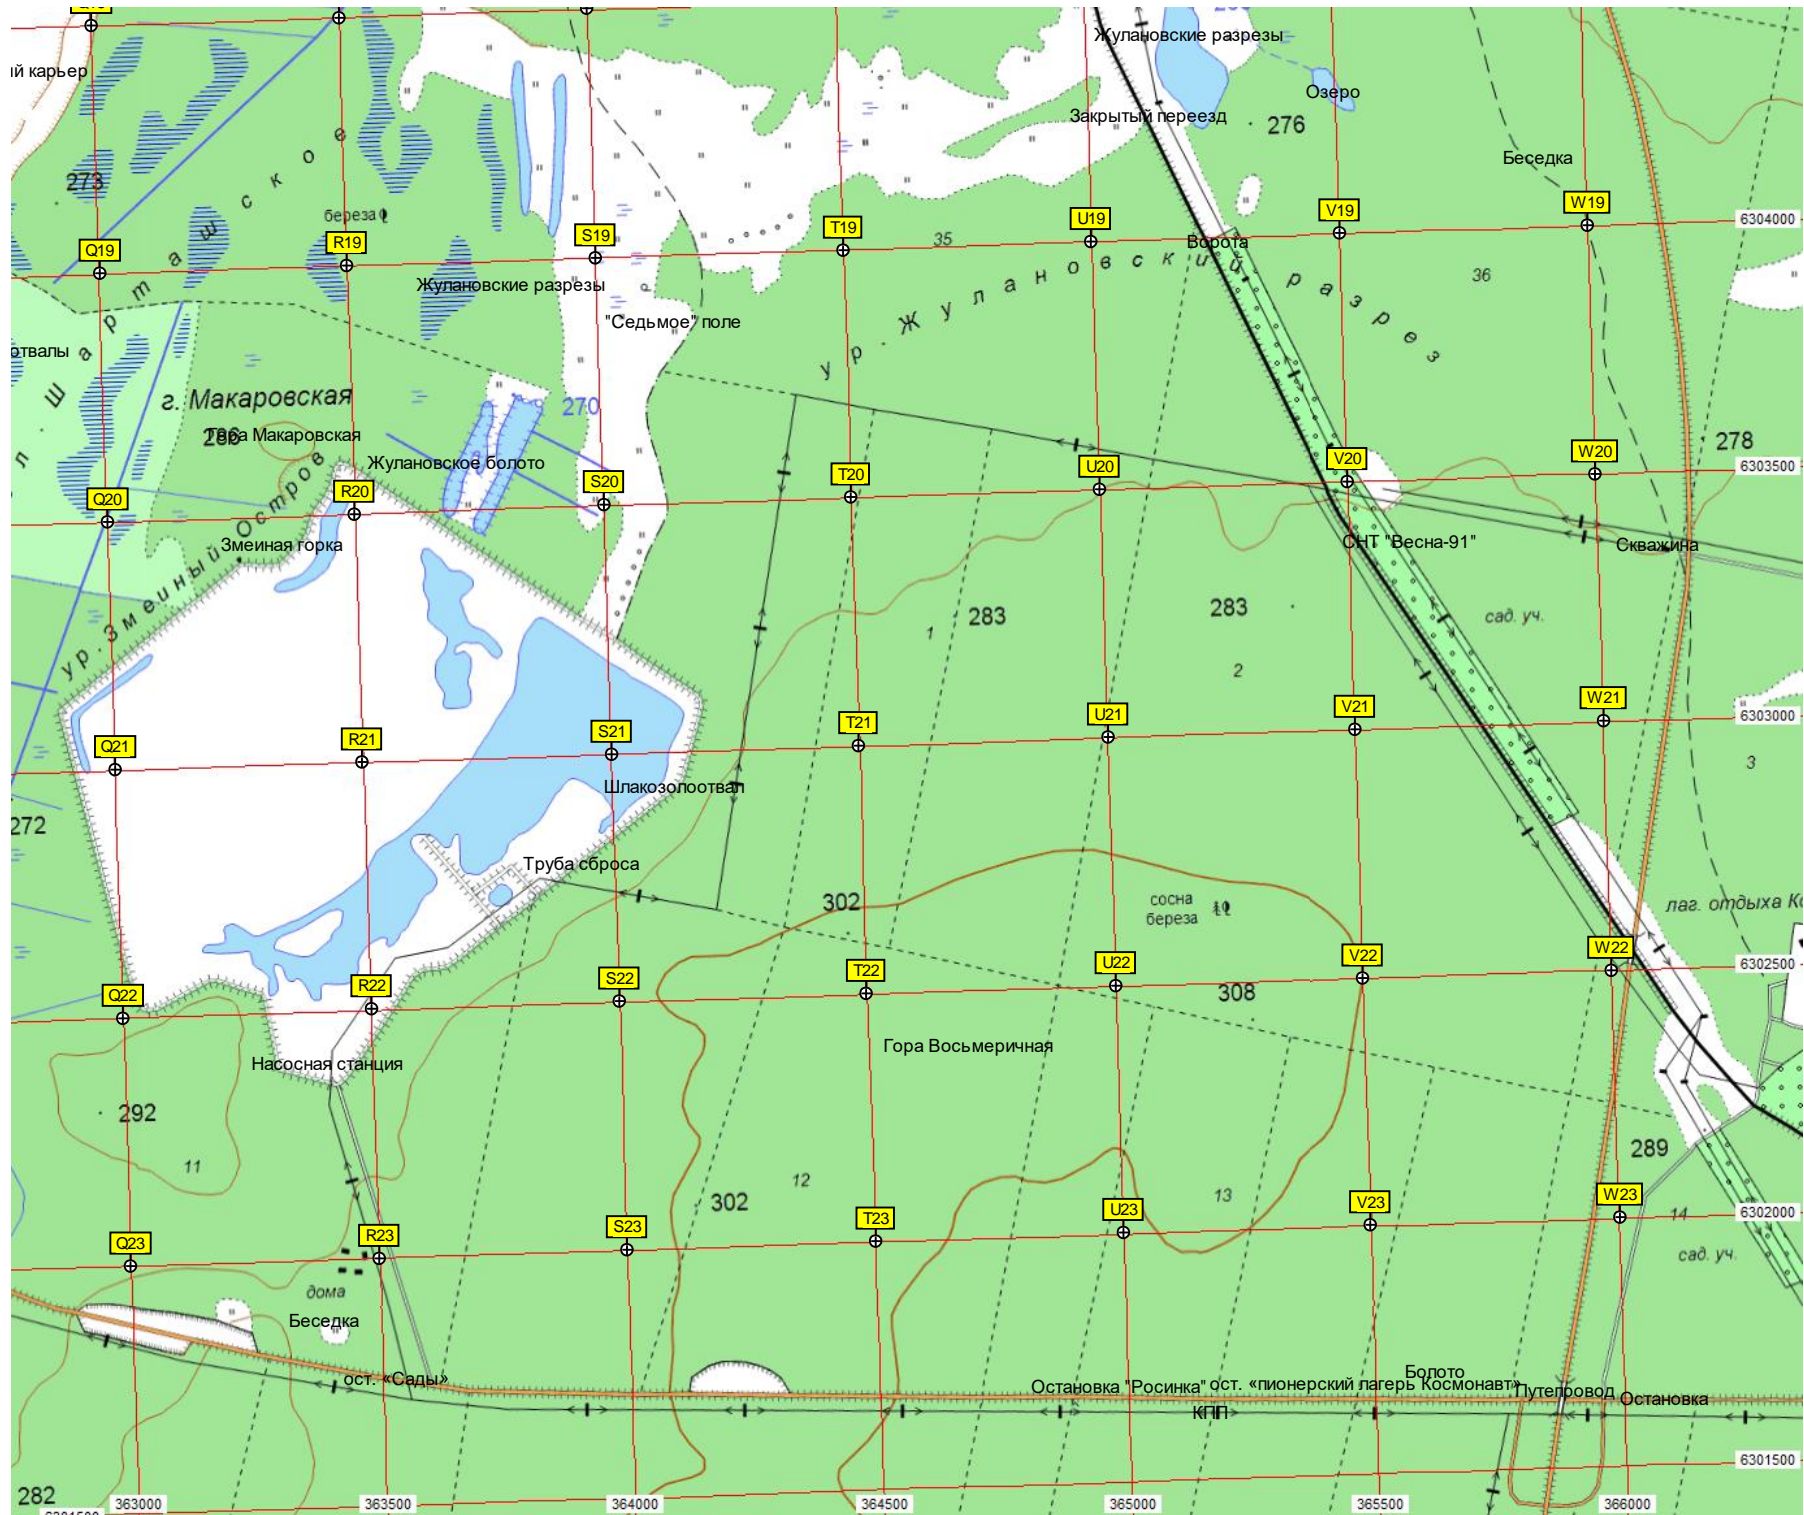 Жулановские разрезы
ий карьер
Озеро
Закрытый переезд
276
Беседка
273
береза
Шарташское
Q19
R19
S19
T19
U19
V19
W19
6304000
35
Ворота
36
ур. Жулановский разрез
Жулановские разрезы
"Седьмое" поле
отвалы
г. Макаровская
286
Гора Макаровская
270
278
Жулановское болото
Q20
R20
S20
T20
U20
V20
W20
6303500
ур. Змеиный Остров
Змеиная горка
СНТ "Весна-91"
Скважина
1
283
283
сад. уч.
2
Q21
R21
S21
T21
U21
V21
W21
6303000
3
Шлакозолоотвал
272
Труба сброса
302
сосна
береза
лаг. отдыха Ко
Q22
R22
S22
T22
U22
V22
W22
6302500
308
Гора Восьмеричная
Насосная станция
292
289
11
12
302
13
14
Q23
R23
S23
T23
U23
V23
W23
6302000
сад. уч.
дома
Беседка
ост. «Сады»
Болото
Остановка "Росинка"
ост. «пионерский лагерь Космонавт»
Путепровод
Остановка
КПП
6301500
282
363000
363500
364000
364500
365000
365500
366000
6301500